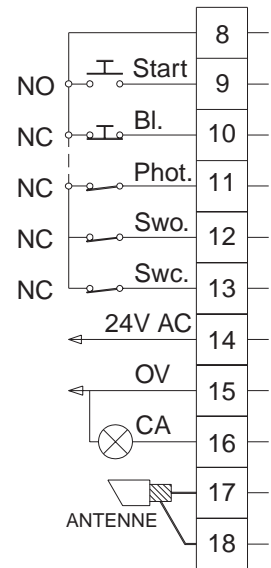 8
Start
NO 9
Bl.
NC 10
Phot.
NC 11
Swo.
NC 12
Swc.
NC 13
24V AC
14
OV
15
CA
16
17
ANTENNE
18